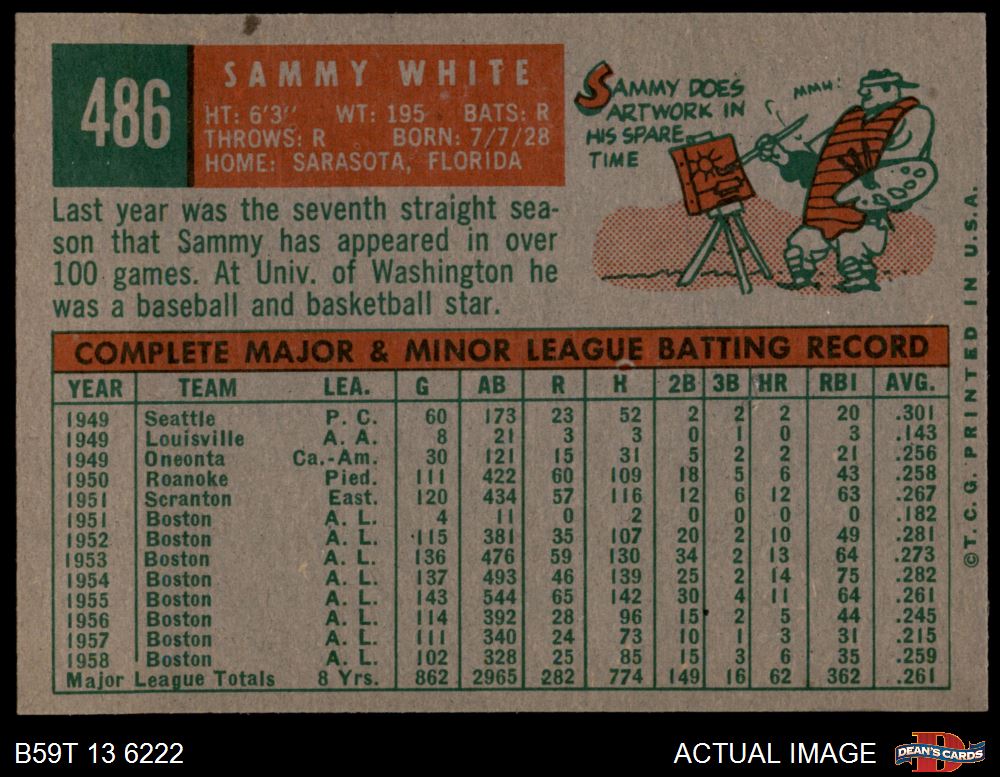 486
SAMMY WHITE
HT: 6'3" WT: 195 BATS: R
THROWS: R BORN: 7/7/28
HOME: SARASOTA, FLORIDA
SAMMY DOES
ARTWORK IN
HIS SPARE
TIME
MMM!
Last year was the seventh straight sea-
son that Sammy has appeared in over
100 games. At Univ. of Washington he
was a baseball and basketball star.
COMPLETE MAJOR & MINOR LEAGUE BATTING RECORD
YEAR TEAM LEA. G AB R H 2B 3B HR RBI AVG.
1949 Seattle P. C. 60 173 23 52 2 2 2 20 .301
1949 Louisville A. A. 8 21 3 3 0 1 0 3 .143
1949 Oneonta Ca.-Am. 30 121 15 31 5 2 2 21 .256
1950 Roanoke Pied. 111 422 60 109 18 5 6 43 .258
1951 Scranton East. 120 434 57 116 12 6 12 63 .267
1951 Boston A. L. 4 11 0 2 0 0 0 0 .182
1952 Boston A. L. 115 381 35 107 20 2 10 49 .281
1953 Boston A. L. 136 476 59 130 34 2 13 64 .273
1954 Boston A. L. 137 493 46 139 25 2 14 75 .282
1955 Boston A. L. 143 544 65 142 30 4 11 64 .261
1956 Boston A. L. 114 392 28 96 15 2 5 44 .245
1957 Boston A. L. 111 340 24 73 10 1 3 31 .215
1958 Boston A. L. 102 328 25 85 15 3 6 35 .259
Major League Totals 8 Yrs. 862 2965 282 774 149 16 62 362 .261
© T. C. G. PRINTED IN U. S. A.
B59T 13 6222
ACTUAL IMAGE
DEAN'S CARDS